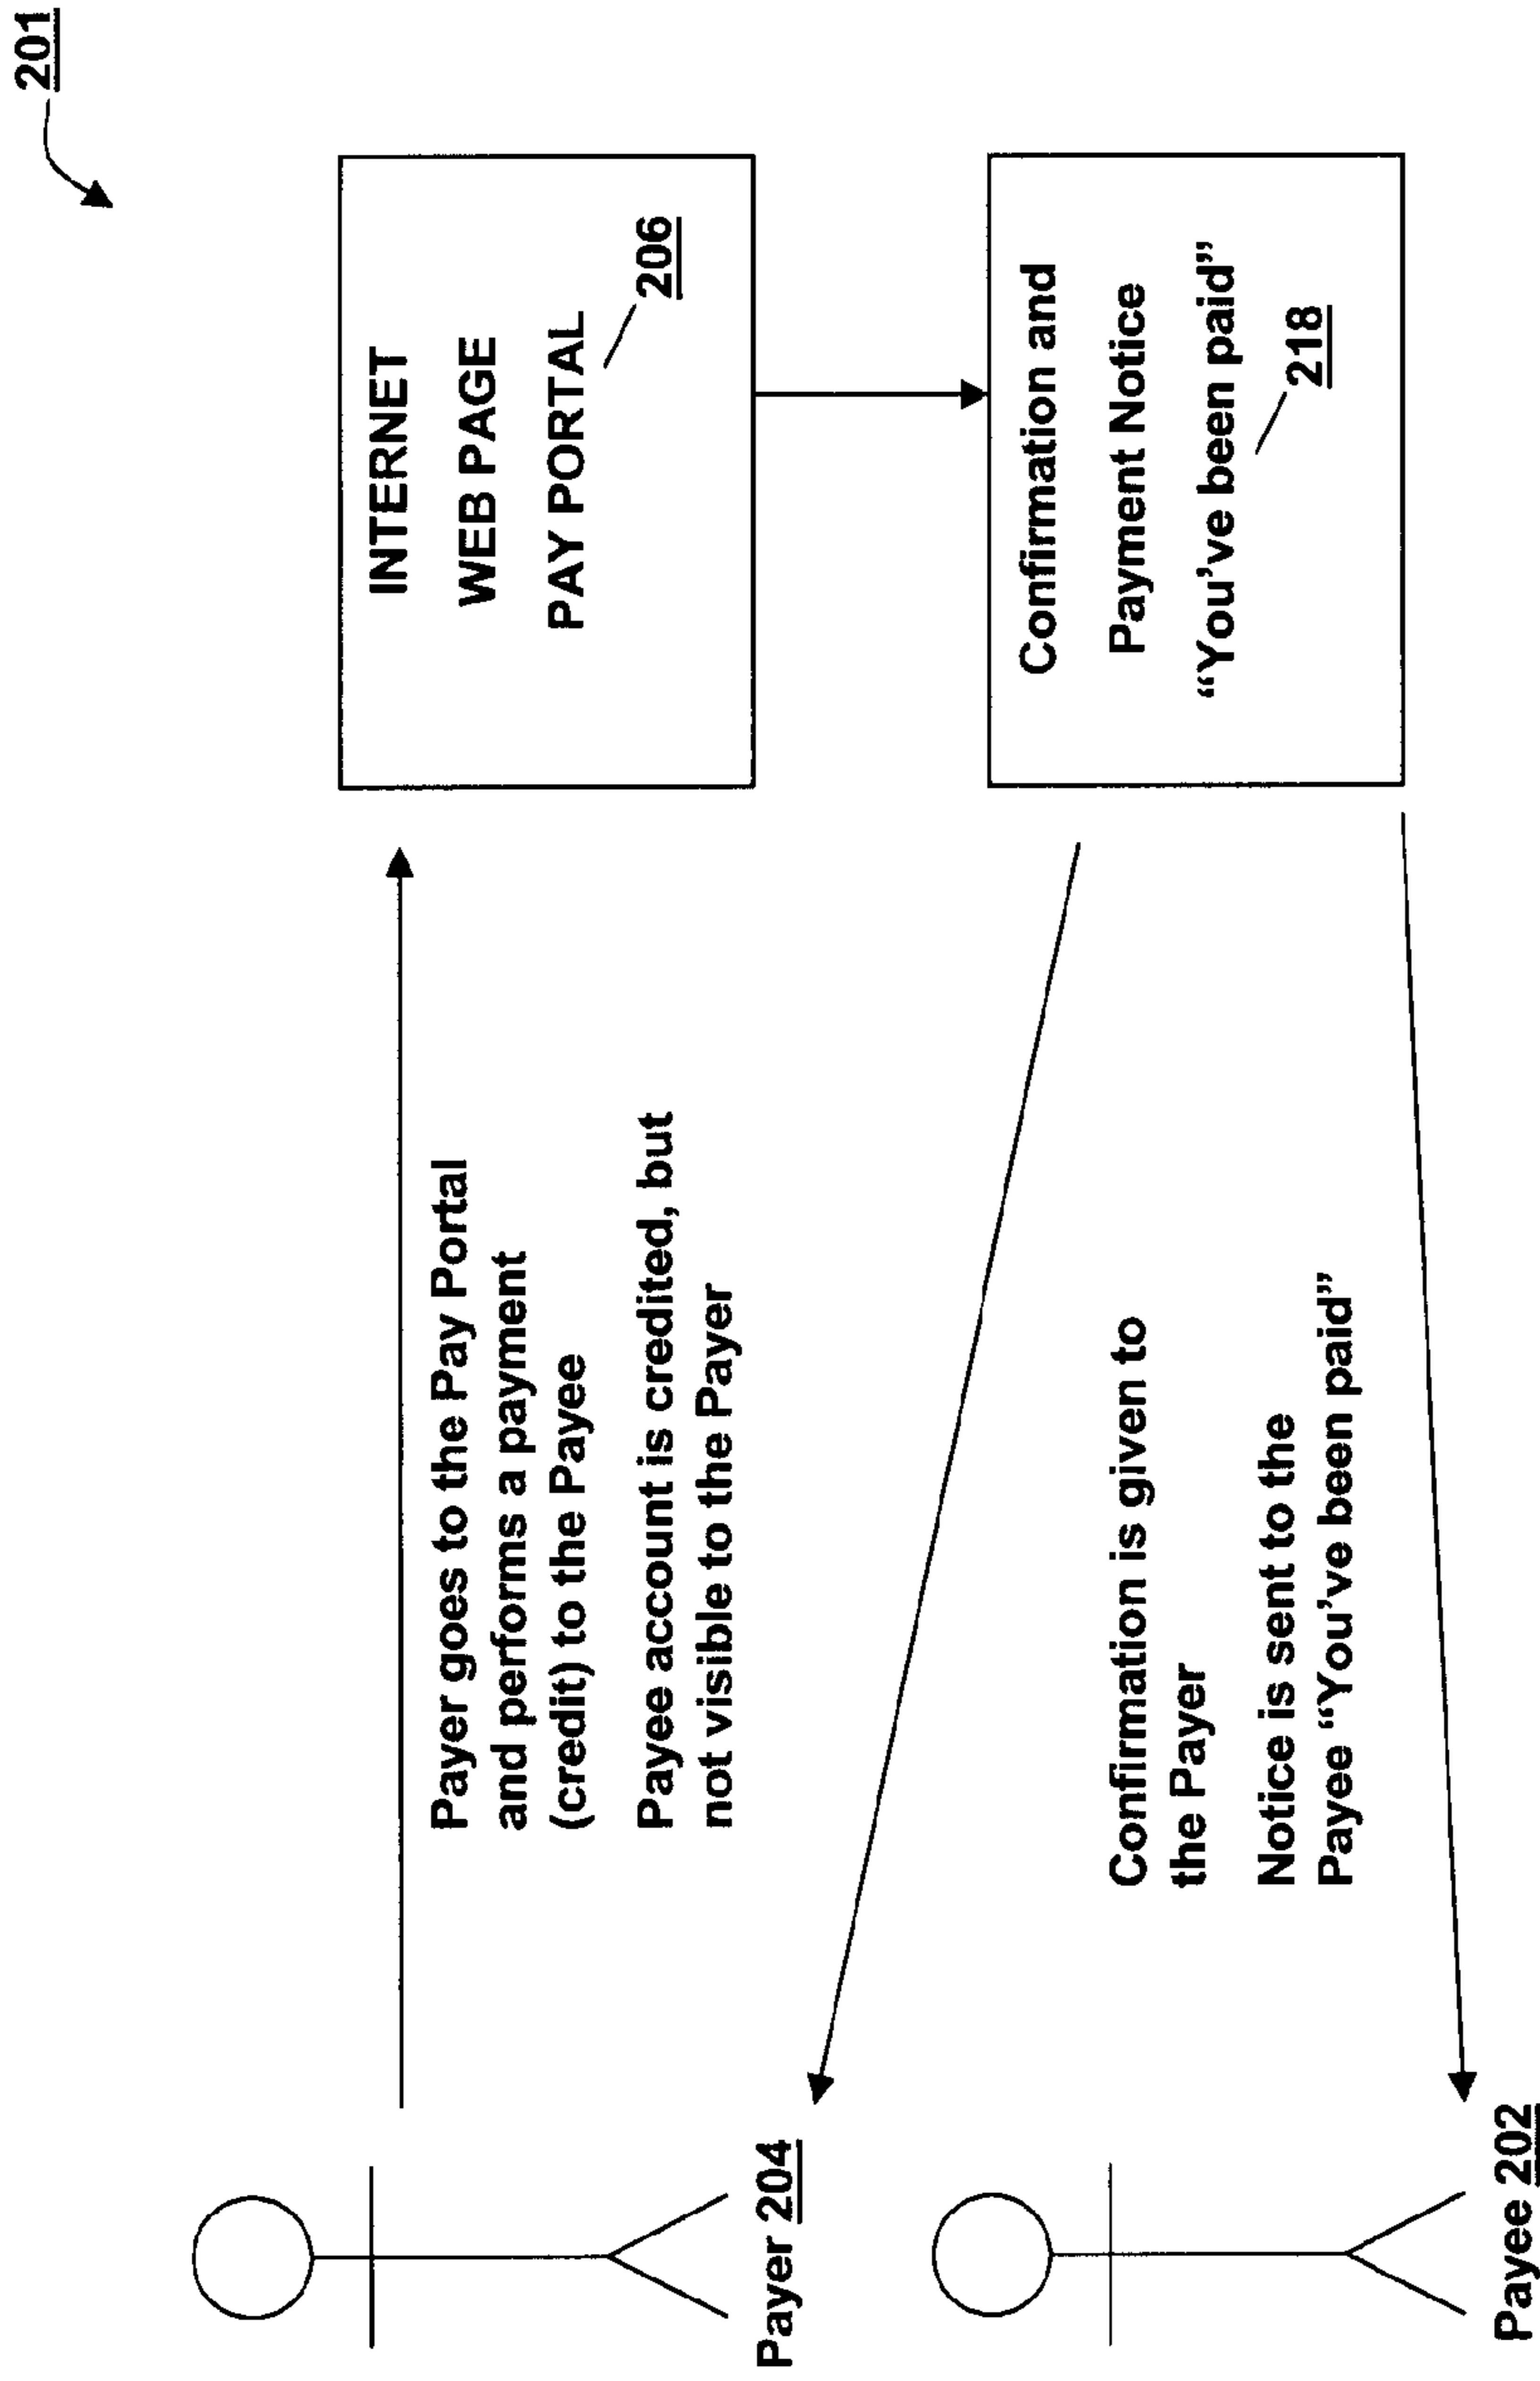 201
Payer goes to the Pay Portal
and performs a payment
(credit) to the Payee
Payee account is credited, but
not visible to the Payer
INTERNET
WEB PAGE
PAY PORTAL
206
Payer 204
Confirmation is given to
the Payer
Notice is sent to the
Payee “You’ve been paid”
Confirmation and
Payment Notice
“You’ve been paid”
218
Payee 202